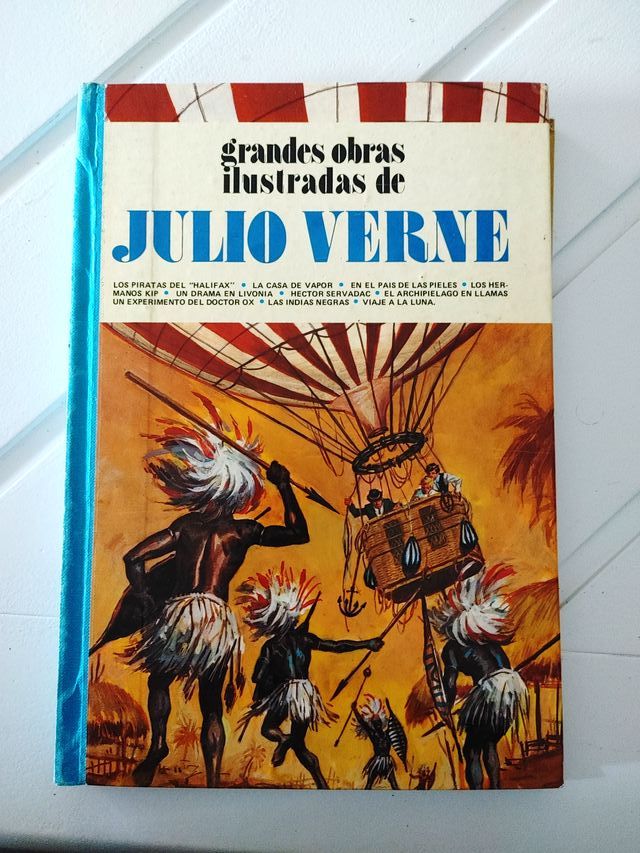 grandes obras
ilustradas de
JULIO VERNE
LOS PIRATAS DEL "HALIFAX" • LA CASA DE VAPOR • EN EL PAIS DE LAS PIELES • LOS HER-
MANOS KIP • UN DRAMA EN LIVONIA • HECTOR SERVADAC • EL ARCHIPIELAGO EN LLAMAS
UN EXPERIMENTO DEL DOCTOR OX • LAS INDIAS NEGRAS • VIAJE A LA LUNA.